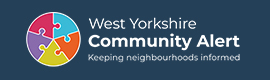 West Yorkshire
Community Alert
Keeping neighbourhoods informed